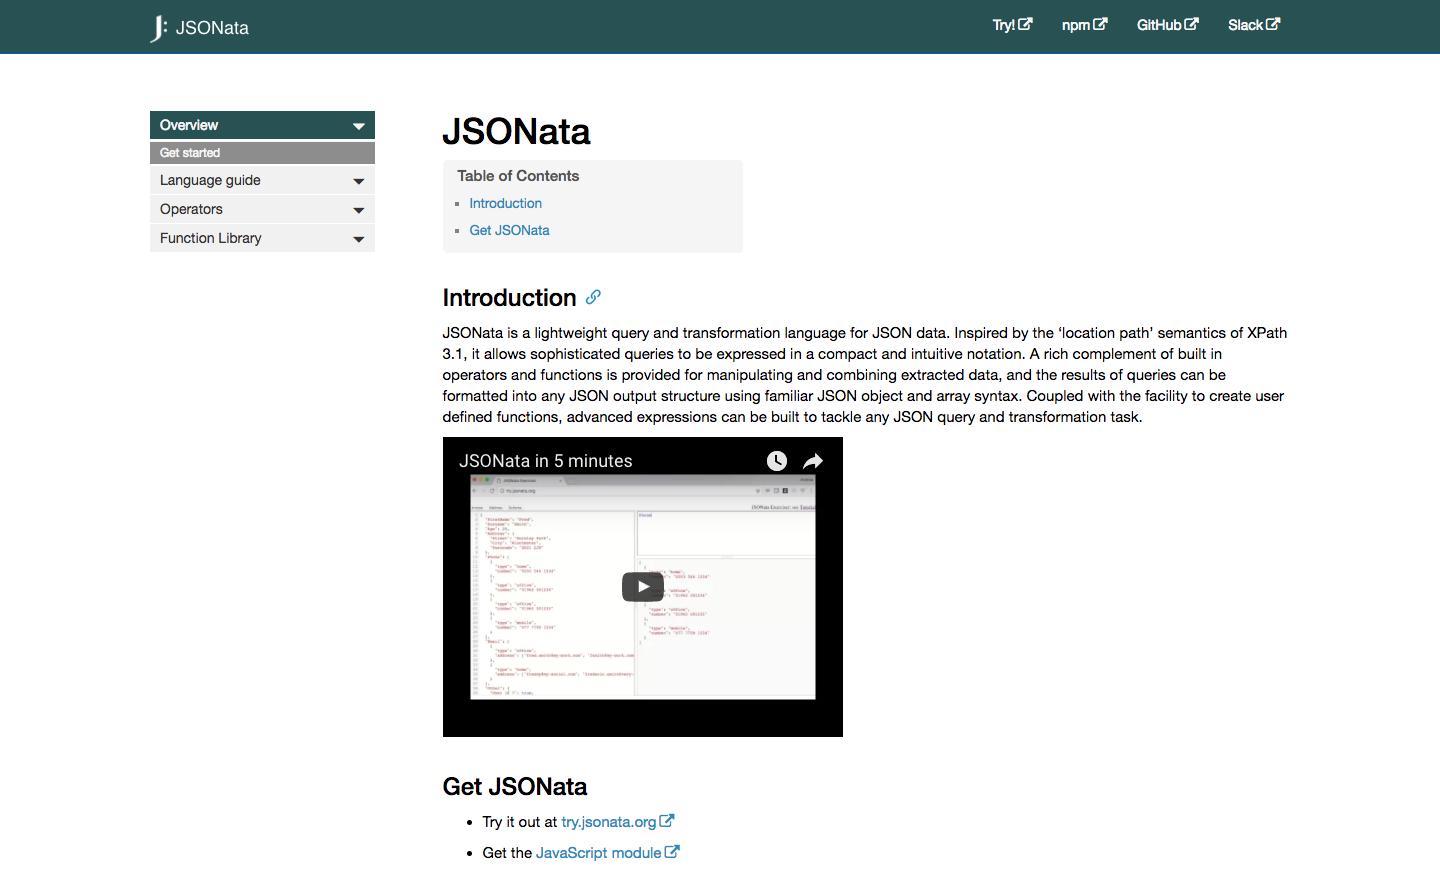 JSONata
Try!
npm
GitHub
Slack
Overview
Get started
Language guide
Operators
Function Library
JSONata
Table of Contents
Introduction
Get JSONata
Introduction
JSONata is a lightweight query and transformation language for JSON data. Inspired by the ‘location path’ semantics of XPath
3.1, it allows sophisticated queries to be expressed in a compact and intuitive notation. A rich complement of built in
operators and functions is provided for manipulating and combining extracted data, and the results of queries can be
formatted into any JSON output structure using familiar JSON object and array syntax. Coupled with the facility to create user
defined functions, advanced expressions can be built to tackle any JSON query and transformation task.
JSONata in 5 minutes
try.jsonata.org
Get JSONata
Try it out at try.jsonata.org
Get the JavaScript module